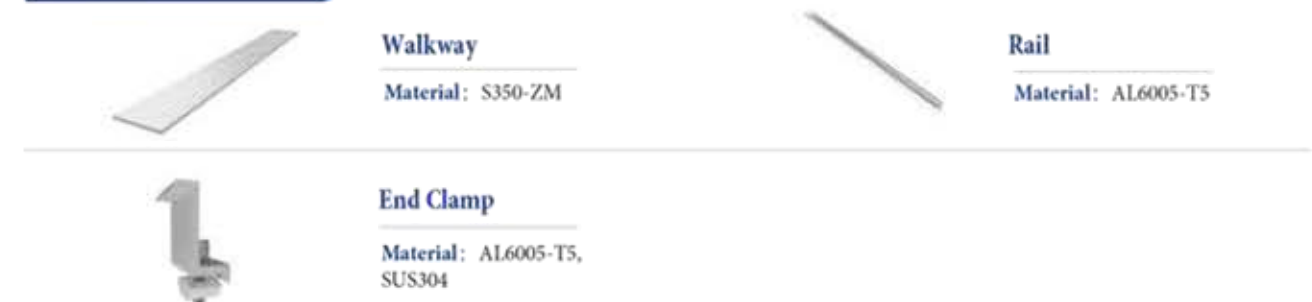 Walkway
Material: S350-ZM
Rail
Material: AL6005-T5
End Clamp
Material: AL6005-T5,
SUS304